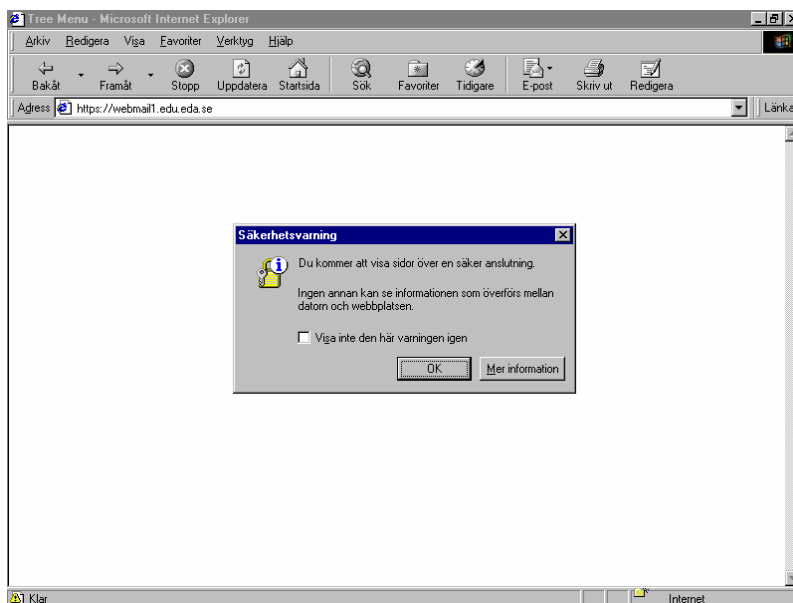 Tree Menu - Microsoft Internet Explorer
Arkiv Redigera Visa Favoriter Verktyg Hjälp
Bakåt Framåt Stopp Uppdatera Startsida Sök Favoriter Tidigare E-post Skriv ut Redigera
Adress https://webmail1.edu.eda.se Länka
Säkerhetsvarning
Du kommer att visa sidor över en säker anslutning.
Ingen annan kan se informationen som överförs mellan
datorn och webbplatsen.
Visa inte den här varningen igen
OK Mer information
Klar Internet